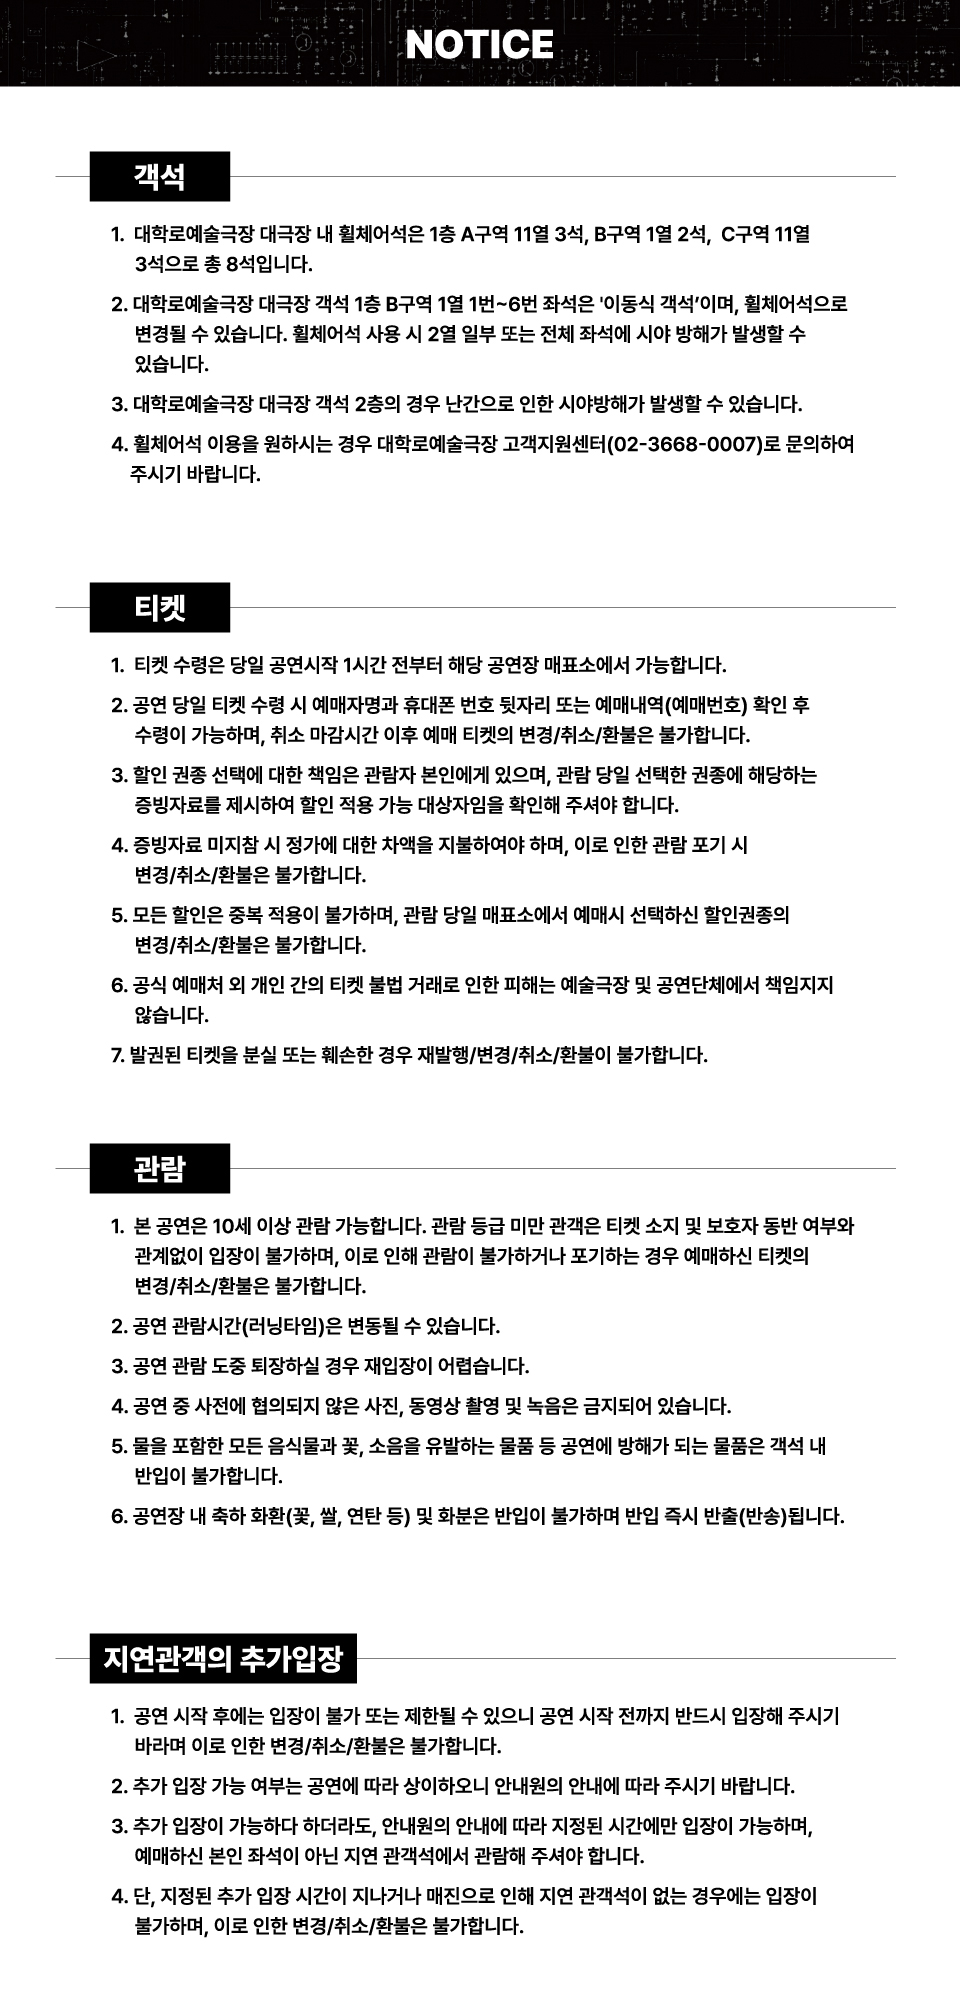 NOTICE
객석
1. 대학로예술극장 대극장 내 휠체어석은 1층 A구역 11열 3석, B구역 1열 2석, C구역 11열
3석으로 총 8석입니다.
2. 대학로예술극장 대극장 객석 1층 B구역 1열 1번~6번 좌석은 '이동식 객석'이며, 휠체어석으로
변경될 수 있습니다. 휠체어석 사용 시 2열 일부 또는 전체 좌석에 시야 방해가 발생할 수
있습니다.
3. 대학로예술극장 대극장 객석 2층의 경우 난간으로 인한 시야방해가 발생할 수 있습니다.
4. 휠체어석 이용을 원하시는 경우 대학로예술극장 고객지원센터(02-3668-0007)로 문의하여
주시기 바랍니다.
티켓
1. 티켓 수령은 당일 공연시작 1시간 전부터 해당 공연장 매표소에서 가능합니다.
2. 공연 당일 티켓 수령 시 예매자명과 휴대폰 번호 뒷자리 또는 예매내역(예매번호) 확인 후
수령이 가능하며, 취소 마감시간 이후 예매 티켓의 변경/취소/환불은 불가합니다.
3. 할인 권종 선택에 대한 책임은 관람자 본인에게 있으며, 관람 당일 선택한 권종에 해당하는
증빙자료를 제시하여 할인 적용 가능 대상자임을 확인해 주셔야 합니다.
4. 증빙자료 미지참 시 정가에 대한 차액을 지불하여야 하며, 이로 인한 관람 포기 시
변경/취소/환불은 불가합니다.
5. 모든 할인은 중복 적용이 불가하며, 관람 당일 매표소에서 예매시 선택하신 할인권종의
변경/취소/환불은 불가합니다.
6. 공식 예매처 외 개인 간의 티켓 불법 거래로 인한 피해는 예술극장 및 공연단체에서 책임지지
않습니다.
7. 발권된 티켓을 분실 또는 훼손한 경우 재발행/변경/취소/환불이 불가합니다.
관람
1. 본 공연은 10세 이상 관람 가능합니다. 관람 등급 미만 관객은 티켓 소지 및 보호자 동반 여부와
관계없이 입장이 불가하며, 이로 인해 관람이 불가하거나 포기하는 경우 예매하신 티켓의
변경/취소/환불은 불가합니다.
2. 공연 관람시간(러닝타임)은 변동될 수 있습니다.
3. 공연 관람 도중 퇴장하실 경우 재입장이 어렵습니다.
4. 공연 중 사전에 협의되지 않은 사진, 동영상 촬영 및 녹음은 금지되어 있습니다.
5. 물을 포함한 모든 음식물과 꽃, 소음을 유발하는 물품 등 공연에 방해가 되는 물품은 객석 내
반입이 불가합니다.
6. 공연장 내 축하 화환(꽃, 쌀, 연탄 등) 및 화분은 반입이 불가하며 반입 즉시 반출(반송)됩니다.
지연관객의 추가입장
1. 공연 시작 후에는 입장이 불가 또는 제한될 수 있으니 공연 시작 전까지 반드시 입장해 주시기
바라며 이로 인한 변경/취소/환불은 불가합니다.
2. 추가 입장 가능 여부는 공연에 따라 상이하오니 안내원의 안내에 따라 주시기 바랍니다.
3. 추가 입장이 가능하다 하더라도, 안내원의 안내에 따라 지정된 시간에만 입장이 가능하며,
예매하신 본인 좌석이 아닌 지연 관객석에서 관람해 주셔야 합니다.
4. 단, 지정된 추가 입장 시간이 지나거나 매진으로 인해 지연 관객석이 없는 경우에는 입장이
불가하며, 이로 인한 변경/취소/환불은 불가합니다.